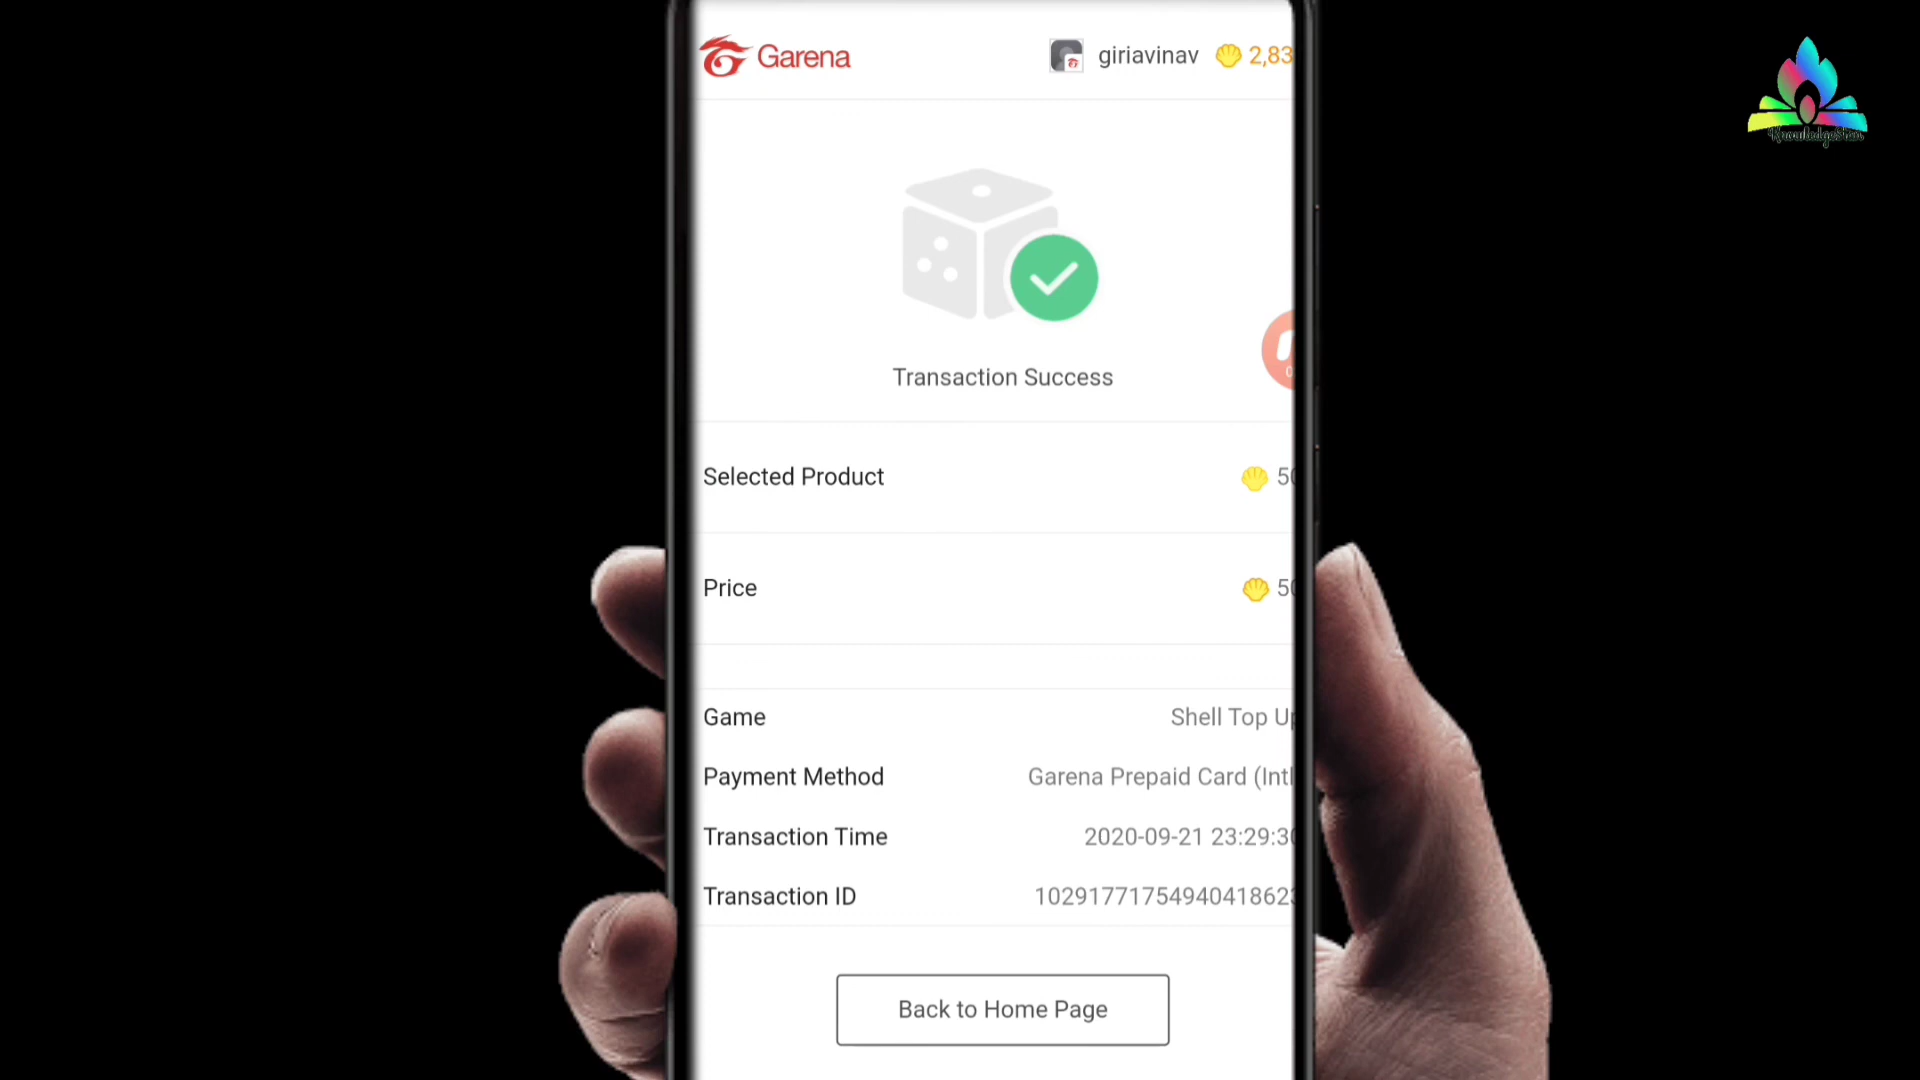 Garena
giriavinav 2,83
Transaction Success
Selected Product 50
Price 50
Game Shell Top Up
Payment Method Garena Prepaid Card (Intl
Transaction Time 2020-09-21 23:29:30
Transaction ID 1029177175494041862
Back to Home Page